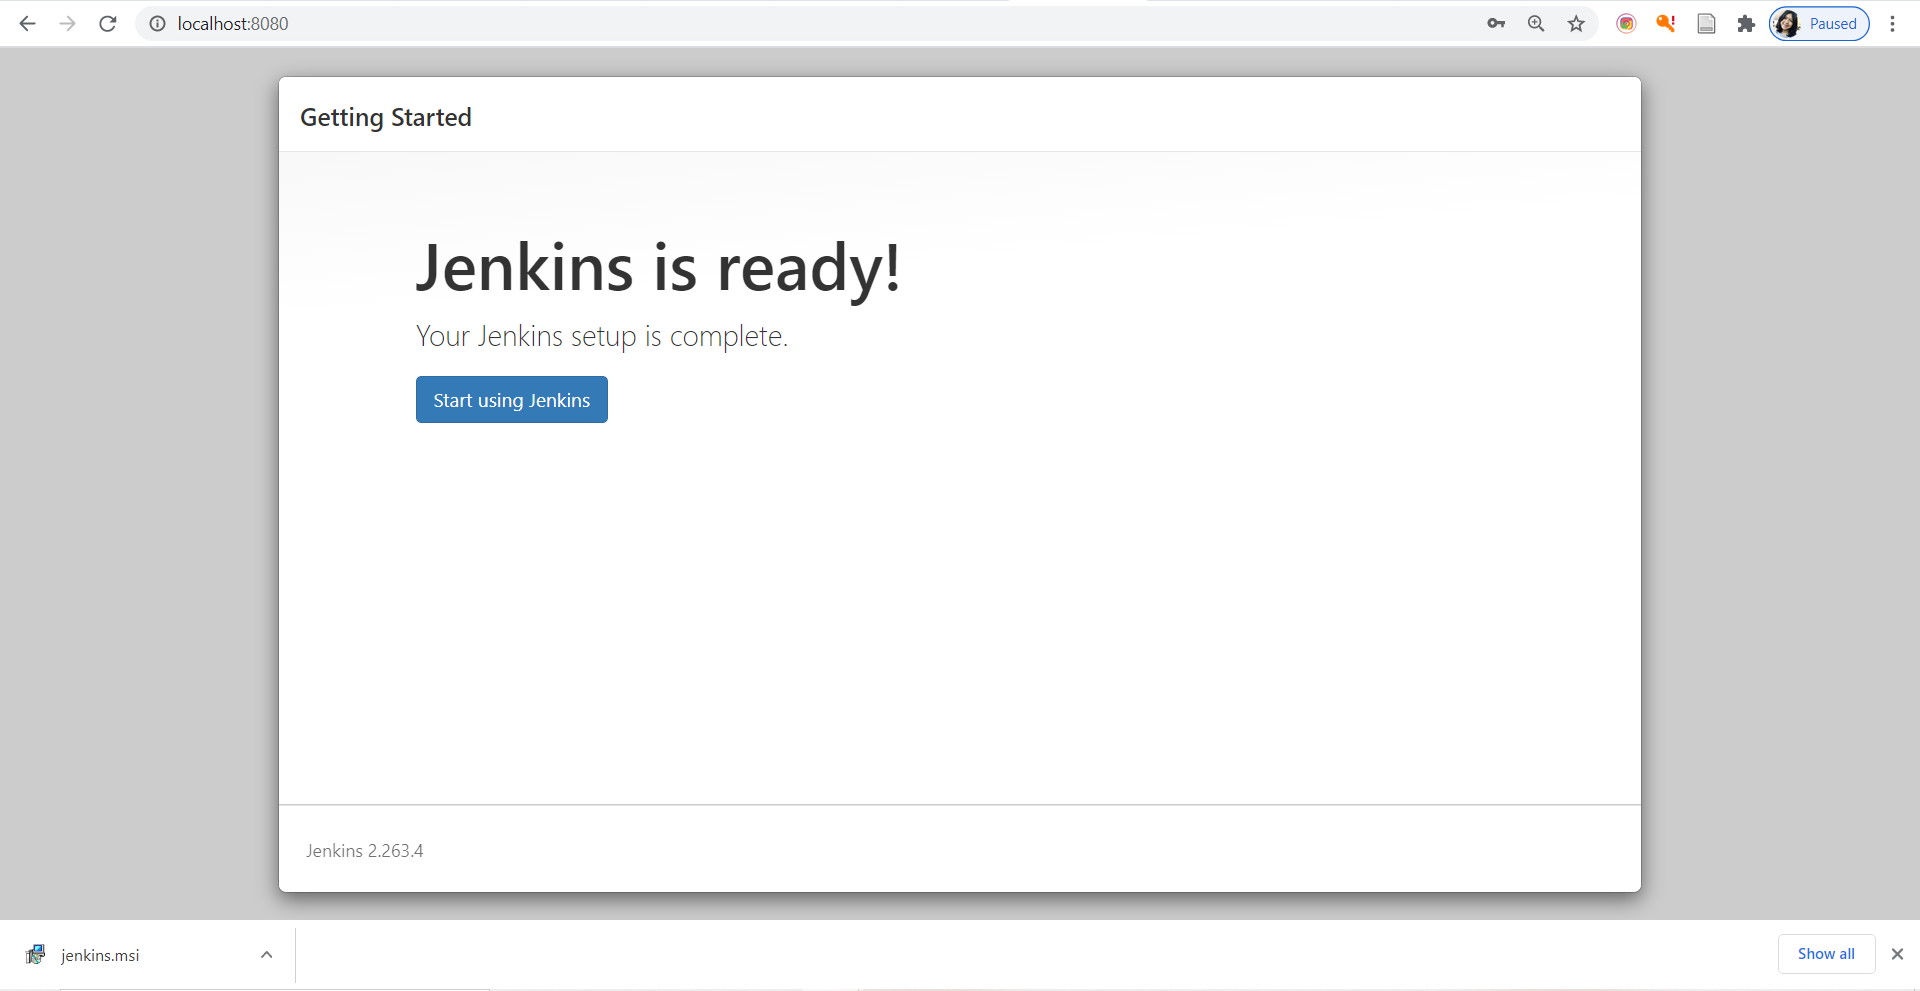 localhost:8080
Paused
Getting Started
Jenkins is ready!
Your Jenkins setup is complete.
Start using Jenkins
Jenkins 2.263.4
jenkins.msi
Show all